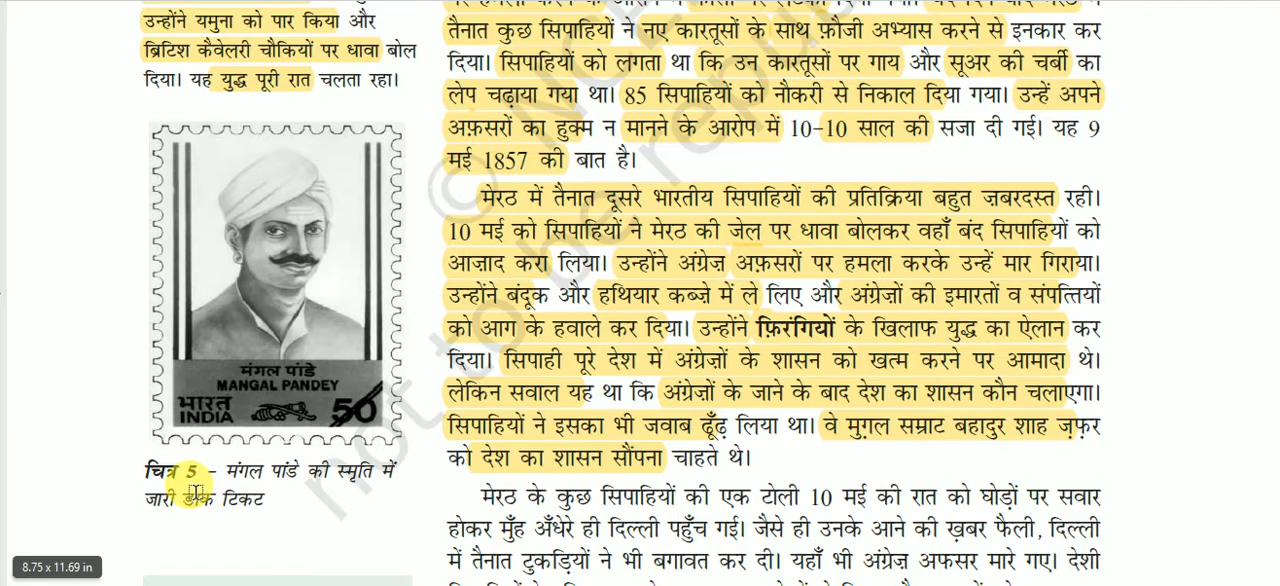 उन्होंने यमुना को पार किया और
ब्रिटिश कैवेलरी चौकियों पर धावा बोल
दिया। यह युद्ध पूरी रात चलता रहा।
मंगल पांडे
MANGAL PANDEY
भारत
INDIA
50
चित्र 5 – मंगल पांडे की स्मृति में
जारी डाक टिकट
तैनात कुछ सिपाहियों ने नए कारतूसों के साथ फ़ौजी अभ्यास करने से इनकार कर
दिया। सिपाहियों को लगता था कि उन कारतूसों पर गाय और सूअर की चर्बी का
लेप चढ़ाया गया था। 85 सिपाहियों को नौकरी से निकाल दिया गया। उन्हें अपने
अफ़सरों का हुक्म न मानने के आरोप में 10-10 साल की सजा दी गई। यह 9
मई 1857 की बात है।
मेरठ में तैनात दूसरे भारतीय सिपाहियों की प्रतिक्रिया बहुत ज़बरदस्त रही।
10 मई को सिपाहियों ने मेरठ की जेल पर धावा बोलकर वहाँ बंद सिपाहियों को
आज़ाद करा लिया। उन्होंने अंग्रेज़ अफ़सरों पर हमला करके उन्हें मार गिराया।
उन्होंने बंदूक और हथियार कब्ज़े में ले लिए और अंग्रेज़ों की इमारतों व संपत्तियों
को आग के हवाले कर दिया। उन्होंने फ़िरंगियों के खिलाफ युद्ध का ऐलान कर
दिया। सिपाही पूरे देश में अंग्रेज़ों के शासन को खत्म करने पर आमादा थे।
लेकिन सवाल यह था कि अंग्रेज़ों के जाने के बाद देश का शासन कौन चलाएगा।
सिपाहियों ने इसका भी जवाब ढूँढ़ लिया था। वे मुग़ल सम्राट बहादुर शाह ज़फ़र
को देश का शासन सौंपना चाहते थे।
मेरठ के कुछ सिपाहियों की एक टोली 10 मई की रात को घोड़ों पर सवार
होकर मुँह अँधेरे ही दिल्ली पहुँच गई। जैसे ही उनके आने की ख़बर फैली, दिल्ली
में तैनात टुकड़ियों ने भी बगावत कर दी। यहाँ भी अंग्रेज़ अफसर मारे गए। देशी
not to be repu
© NC
8.75 x 11.69 in